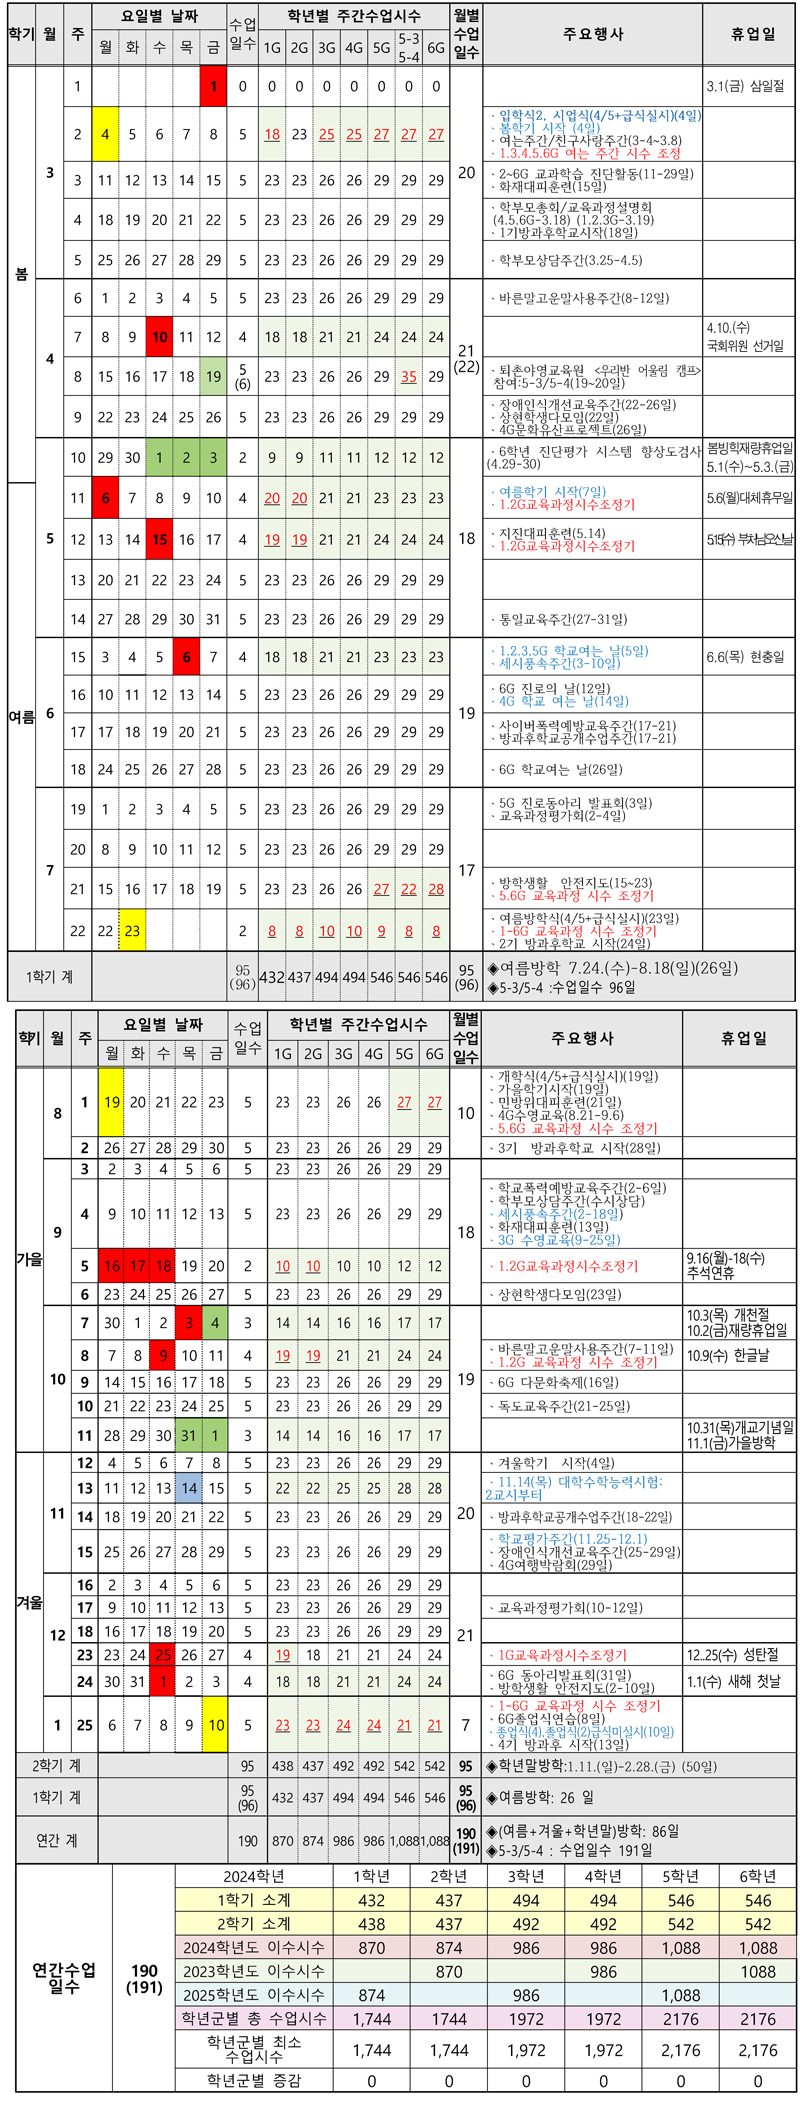 학기 월 주 요일별 날짜 수업일수 학년별 주간수업시수 월별수업일수 주요행사 휴업일
월 화 수 목 금 1G 2G 3G 4G 5G 5-3 5-4 6G
봄 3 1 1 0 0 0 0 0 0 0 0 20 3.1(금) 삼일절
2 4 5 6 7 8 5 18 23 25 25 27 27 27
· 입학식2, 시업식(4/5+급식실시)(4일)
· 봄학기 시작 (4일)
· 여는주간/친구사랑주간(3-4~3.8)
· 1.3.4.5.6G 여는 주간 시수 조정
3 11 12 13 14 15 5 23 23 26 26 29 29 29
· 2~6G 교과학습 진단활동(11-29일)
· 화재대피훈련(15일)
4 18 19 20 21 22 5 23 23 26 26 29 29 29
· 학부모총회/교육과정설명회
(4.5.6G-3.18) (1.2.3G-3.19)
· 1기방과후학교시작(18일)
5 25 26 27 28 29 5 23 23 26 26 29 29 29 · 학부모상담주간(3.25-4.5)
4 6 1 2 3 4 5 5 23 23 26 26 29 29 29 21(22) · 바른말고운말사용주간(8-12일)
7 8 9 10 11 12 4 18 18 21 21 24 24 24 4.10.(수)
국회위원 선거일
8 15 16 17 18 19 5(6) 23 23 26 26 29 35 29
· 퇴촌야영교육원 <우리반 어울림 캠프>
참여:5-3/5-4(19~20일)
9 22 23 24 25 26 5 23 23 26 26 29 29 29
· 장애인식개선교육주간(22-26일)
· 상현학생다모임(22일)
· 4G문화유산프로젝트(26일)
5 10 29 30 1 2 3 2 9 9 11 11 12 12 12 18
· 6학년 진단평가 시스템 향상도검사
(4.29-30)
봄빙학재량휴업일
5.1(수)~5.3.(금)
여름 11 6 7 8 9 10 4 20 20 21 21 23 23 23
· 여름학기 시작(7일)
· 1.2G교육과정시수조정기
5.6(월)대체휴무일
12 13 14 15 16 17 4 19 19 21 21 24 24 24
· 지진대피훈련(5.14)
· 1.2G교육과정시수조정기
5.15(수) 부처님오신날
13 20 21 22 23 24 5 23 23 26 26 29 29 29
14 27 28 29 30 31 5 23 23 26 26 29 29 29 · 통일교육주간(27-31일)
6 15 3 4 5 6 7 4 18 18 21 21 23 23 23 19
· 1.2.3,5G 학교여는 날(5일)
· 세시풍속주간(3-10일)
6.6(목) 현충일
16 10 11 12 13 14 5 23 23 26 26 29 29 29
· 6G 진로의 날(12일)
· 4G 학교 여는 날(14일)
17 17 18 19 20 21 5 23 23 26 26 29 29 29
· 사이버폭력예방교육주간(17-21)
· 방과후학교공개수업주간(17-21)
18 24 25 26 27 28 5 23 23 26 26 29 29 29 · 6G 학교여는 날(26일)
7 19 1 2 3 4 5 5 23 23 26 26 29 29 29 17
· 5G 진로동아리 발표회(3일)
· 교육과정평가회(2-4일)
20 8 9 10 11 12 5 23 23 26 26 29 29 29
21 15 16 17 18 19 5 23 23 26 26 27 22 28
· 방학생활 안전지도(15~23)
· 5.6G 교육과정 시수 조정기
22 22 23 2 8 8 10 10 9 8 8
· 여름방학식(4/5+급식실시)(23일)
· 1-6G 교육과정 시수 조정기
· 2기 방과후학교 시작(24일)
1학기 계 95(96) 432 437 494 494 546 546 546 95(96)
◈여름방학 7.24.(수)-8.18(일)(26일)
◈5-3/5-4 :수업일수 96일
학기 월 주 요일별 날짜 수업일수 학년별 주간수업시수 월별수업일수 주요행사 휴업일
월 화 수 목 금 1G 2G 3G 4G 5G 6G
가을 8 1 19 20 21 22 23 5 23 23 26 26 27 27 10
· 개학식(4/5+급식실시)(19일)
· 가을학기시작(19일)
· 민방위대피훈련(21일)
· 4G수영교육(8.21-9.6)
· 5.6G 교육과정 시수 조정기
2 26 27 28 29 30 5 23 23 26 26 29 29 · 3기 방과후학교 시작(28일)
9 3 2 3 4 5 6 5 23 23 26 26 29 29 18
4 9 10 11 12 13 5 23 23 26 26 29 29
· 학교폭력예방교육주간(2-6일)
· 학부모상담주간(수시상담)
· 세시풍속주간(2-18일)
· 화재대피훈련(13일)
· 3G 수영교육(9-25일)
5 16 17 18 19 20 2 10 10 10 10 12 12 · 1.2G교육과정시수조정기
9.16(월)-18(수)
추석연휴
6 23 24 25 26 27 5 23 23 26 26 29 29 · 상현학생다모임(23일)
10 7 30 1 2 3 4 3 14 14 16 16 17 17 19
10.3(목) 개천절
10.2(금)재량휴업일
8 7 8 9 10 11 4 19 19 21 21 24 24
· 바른말고운말사용주간(7-11일)
· 1.2G 교육과정 시수 조정기
10.9(수) 한글날
9 14 15 16 17 18 5 23 23 26 26 29 29 · 6G 다문화축제(16일)
10 21 22 23 24 25 5 23 23 26 26 29 29 · 독도교육주간(21-25일)
11 28 29 30 31 1 3 14 14 16 16 17 17
10.31(목)개교기념일
11.1(금)가을방학
겨울 11 12 4 5 6 7 8 5 23 23 26 26 29 29 20 · 겨울학기 시작(4일)
13 11 12 13 14 15 5 22 22 25 25 28 28
· 11.14(목) 대학수학능력시험:
2교시부터
14 18 19 20 21 22 5 23 23 26 26 29 29 · 방과후학교공개수업주간(18-22일)
15 25 26 27 28 29 5 23 23 26 26 29 29
· 학교평가주간(11.25-12.1)
· 장애인식개선교육주간(25-29일)
· 4G여행박람회(29일)
12 16 2 3 4 5 6 5 23 23 26 26 29 29 21
17 9 10 11 12 13 5 23 23 26 26 29 29 · 교육과정평가회(10-12일)
18 16 17 18 19 20 5 23 23 26 26 29 29
23 23 24 25 26 27 4 19 18 21 21 24 24 · 1G교육과정시수조정기 12..25(수) 성탄절
24 30 31 1 2 3 4 18 18 21 21 24 24
· 6G 동아리발표회(31일)
· 방학생활 안전지도(2-10일)
1.1(수) 새해 첫날
1 25 6 7 8 9 10 5 23 23 24 24 21 21 7
· 1-6G 교육과정 시수 조정기
· 6G졸업식연습(8일)
· 종업식(4),졸업식(2)급식미실시(10일)
· 4기 방과후 시작(13일)
2학기 계 95 438 437 492 492 542 542 95 ◈학년말방학:1.11.(일)-2.28.(금) (50일)
1학기 계 95(96) 432 437 494 494 546 546 95(96) ◈여름방학: 26 일
연간 계 190 870 874 986 986 1,088 1,088 190(191)
◈(여름+겨울+학년말)방학: 86일
◈5-3/5-4 : 수업일수 191일
연간수업일수 190(191) 2024학년 1학년 2학년 3학년 4학년 5학년 6학년
1학기 소계 432 437 494 494 546 546
2학기 소계 438 437 492 492 542 542
2024학년도 이수시수 870 874 986 986 1,088 1,088
2023학년도 이수시수 870 986 1088
2025학년도 이수시수 874 986 1,088
학년군별 총 수업시수 1,744 1744 1972 1972 2176 2176
학년군별 최소
수업시수 1,744 1,744 1,972 1,972 2,176 2,176
학년군별 증감 0 0 0 0 0 0